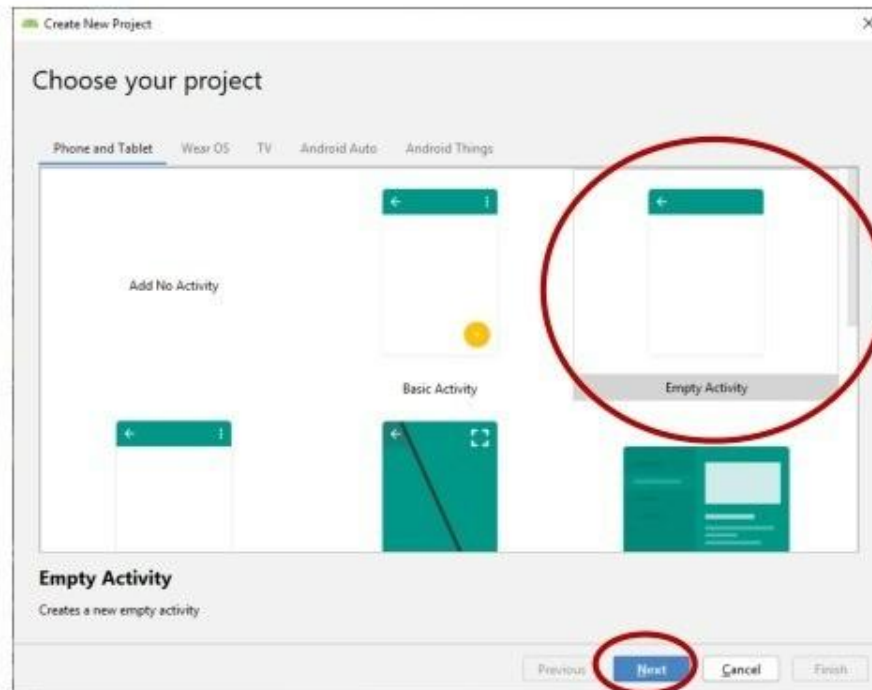 Create New Project
Choose your project
Phone and Tablet Wear OS TV Android Auto Android Things
Add No Activity
Basic Activity
Empty Activity
Empty Activity
Creates a new empty activity
Previous Next Cancel Finish